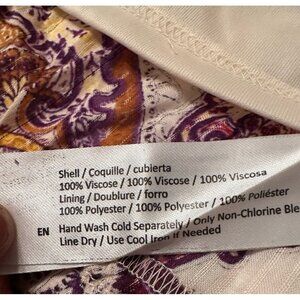 Shell / Coquille / cubierta
100% Viscose / 100% Viscose / 100% Viscosa
Lining / Doublure / forro
100% Polyester / 100% Polyester / 100% Poliéster
EN Hand Wash Cold Separately / Only Non-Chlorine Ble
Line Dry / Use Cool Iron If Needed